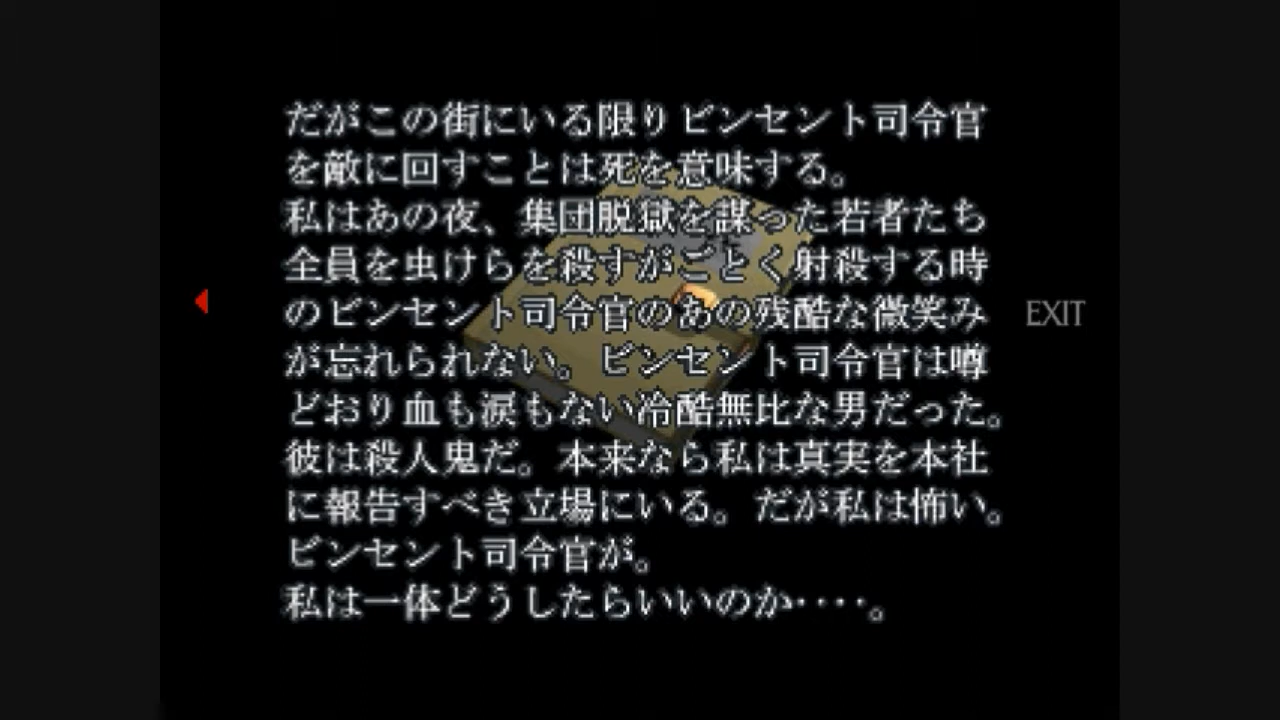 だがこの街にいる限りビンセント司令官
を敵に回すことは死を意味する。
私はあの夜、集団脱獄を謀った若者たち
全員を虫けらを殺すがごとく射殺する時
のビンセント司令官のあの残酷な微笑み
が忘れられない。ビンセント司令官は噂
どおり血も涙もない冷酷無比な男だった。
彼は殺人鬼だ。本来なら私は真実を本社
に報告すべき立場にいる。だが私は怖い。
ビンセント司令官が。
私は一体どうしたらいいのか‥‥。
EXIT